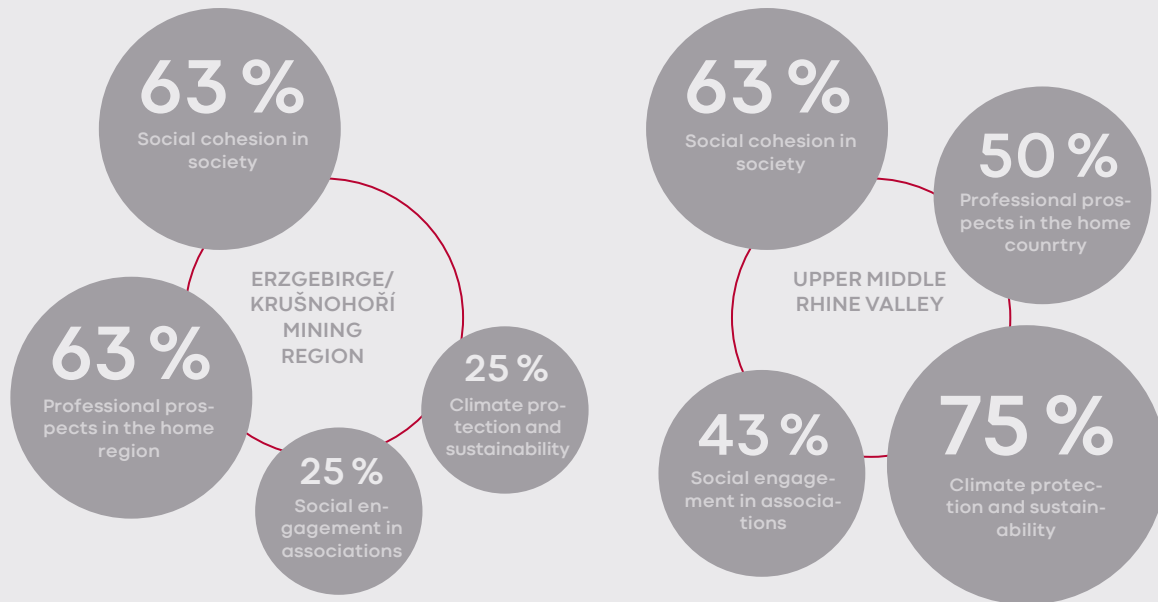 63 %
Social cohesion in
society
ERZGEBIRGE/
KRUŠNOHOŘÍ
MINING
REGION
63 %
Professional pros-
pects in the home
region
25 %
Climate pro-
tection and
sustainability
25 %
Social en-
gagement in
associations
63 %
Social cohesion in
society
50 %
Professional pros-
pects in the home
counrtry
UPPER MIDDLE
RHINE VALLEY
43 %
Social engage-
ment in associa-
tions
75 %
Climate protec-
tion and sustain-
ability